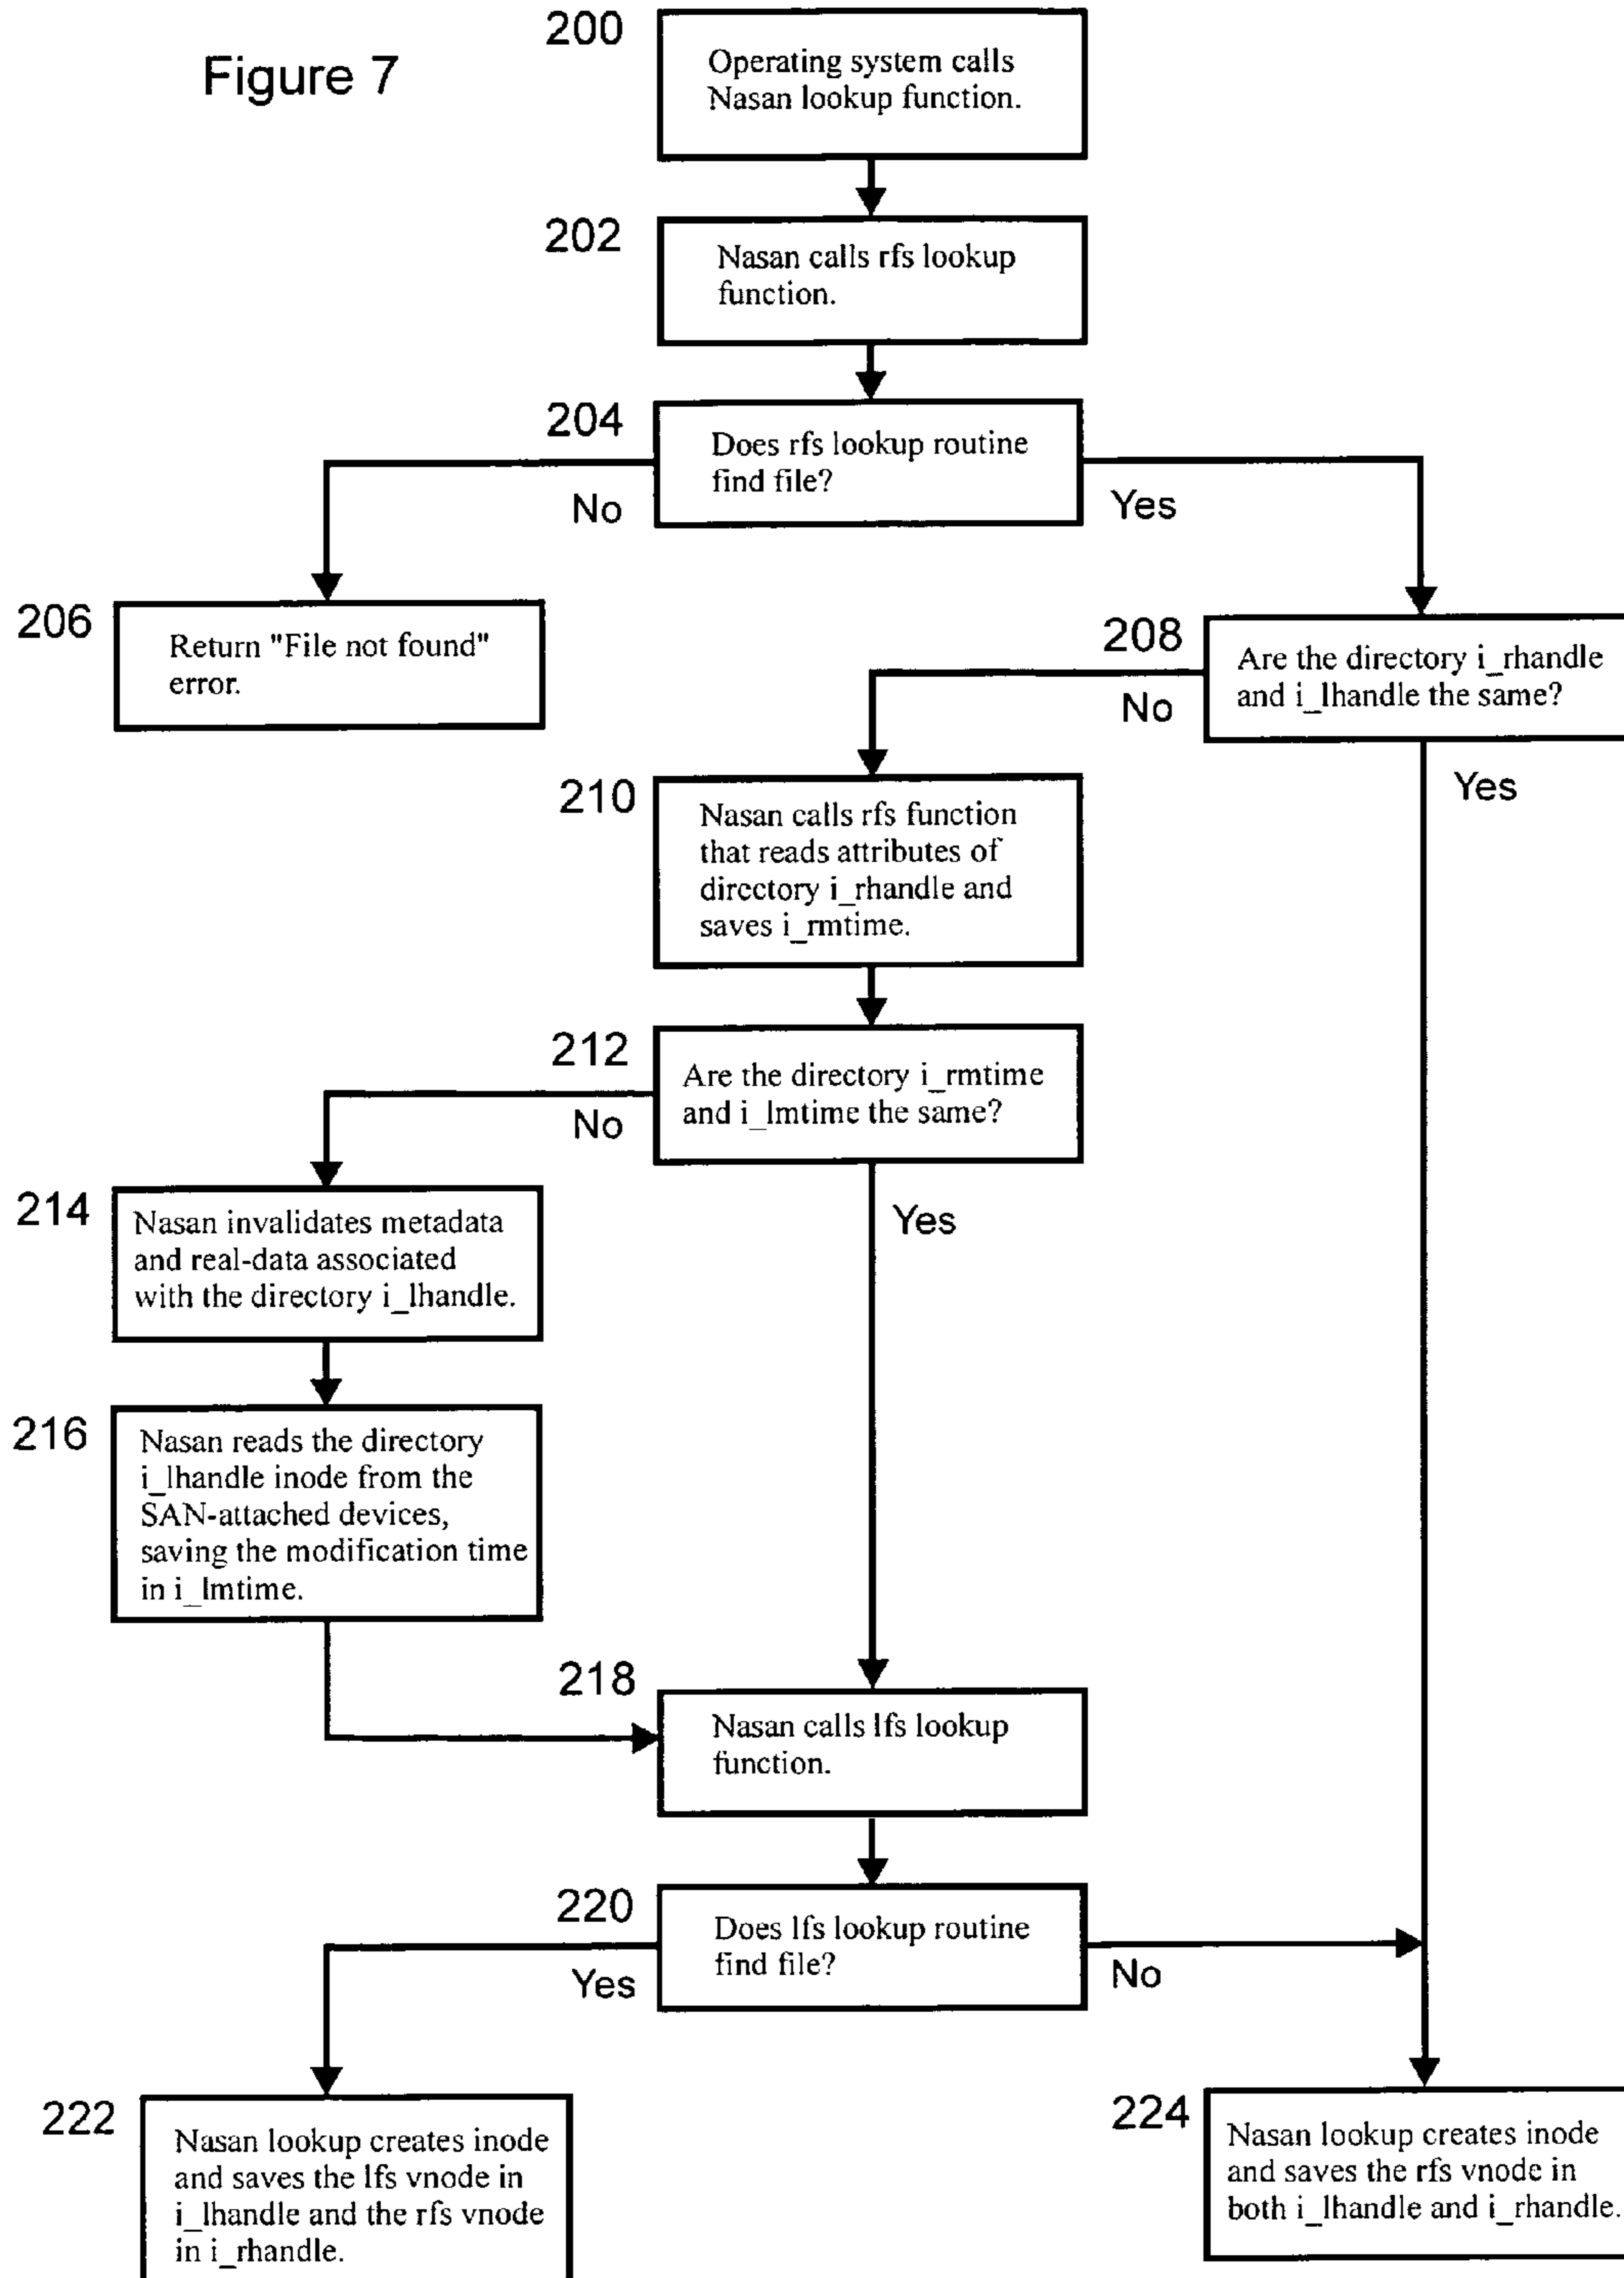 Figure 7
200
Operating system calls
Nasan lookup function.
202
Nasan calls rfs lookup
function.
204
Does rfs lookup routine
find file?
No
Yes
206
Return "File not found"
error.
208
Are the directory i_rhandle
and i_lhandle the same?
No
Yes
210
Nasan calls rfs function
that reads attributes of
directory i_rhandle and
saves i_rmtime.
212
Are the directory i_rmtime
and i_lmtime the same?
No
Yes
214
Nasan invalidates metadata
and real-data associated
with the directory i_lhandle.
216
Nasan reads the directory
i_lhandle inode from the
SAN-attached devices,
saving the modification time
in i_lmtime.
218
Nasan calls lfs lookup
function.
220
Does lfs lookup routine
find file?
Yes
No
222
Nasan lookup creates inode
and saves the lfs vnode in
i_lhandle and the rfs vnode
in i_rhandle.
224
Nasan lookup creates inode
and saves the rfs vnode in
both i_lhandle and i_rhandle.